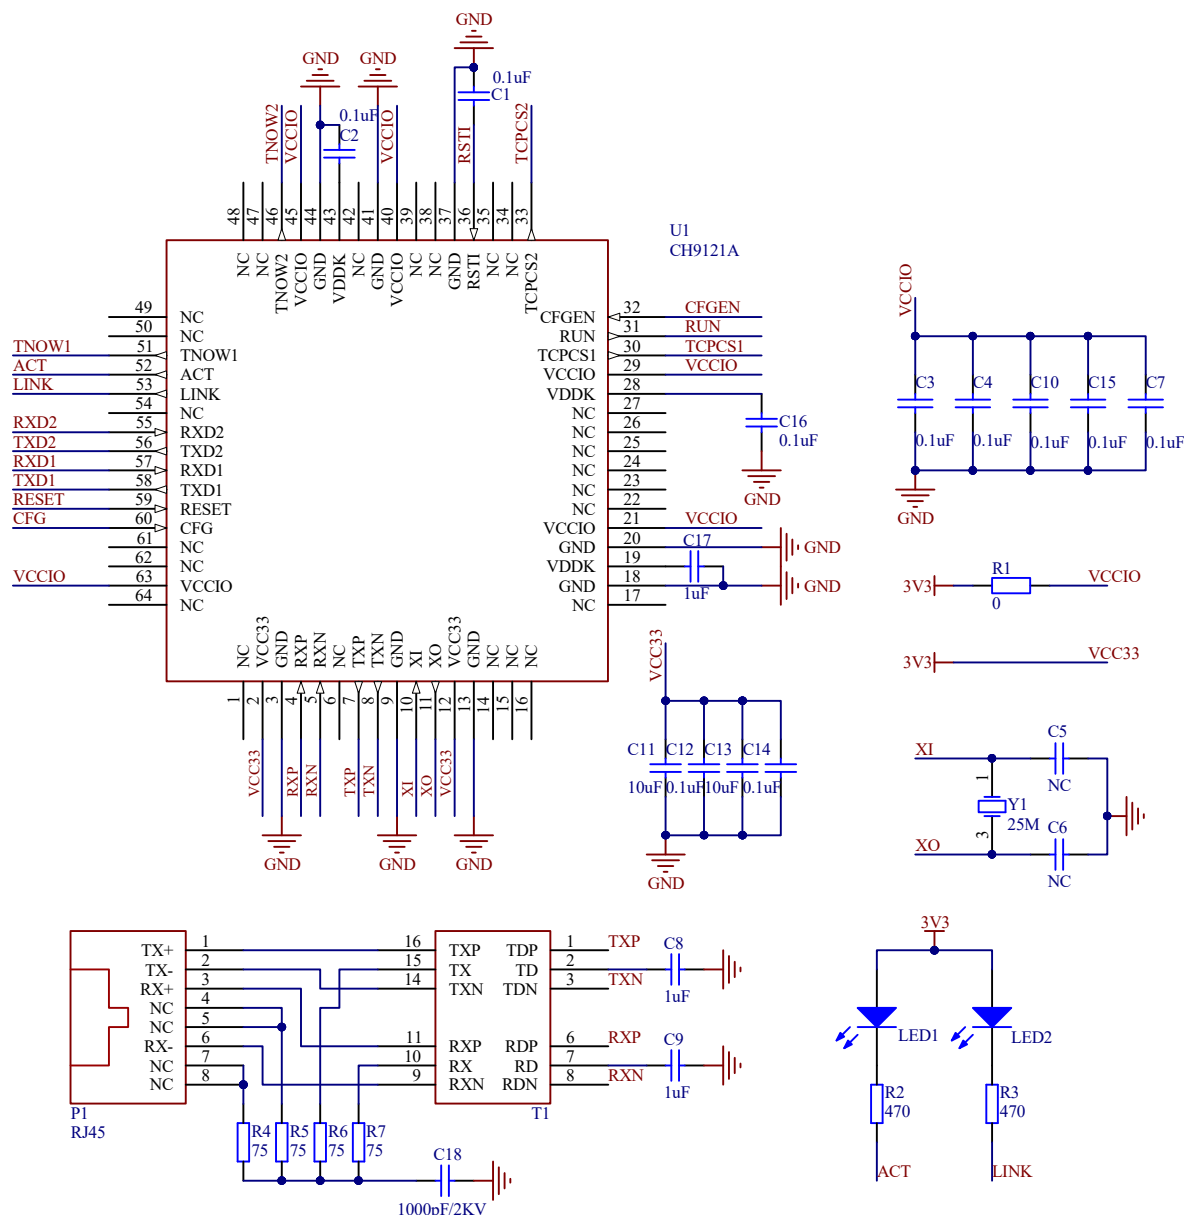 GND
GND
GND
0.1uF
C1
0.1uF
C2
TNOW2
VCCIO
VCCIO
RSTI
TCPCS2
48
47
46
45
44
43
42
41
40
39
38
37
36
35
34
33
NC
NC
TNOW2
VCCIO
GND
VDDK
NC
GND
VCCIO
NC
NC
GND
RSTI
NC
NC
TCPCS2
U1
CH9121A
49 NC
50 NC
TNOW1 51 TNOW1
ACT 52 ACT
LINK 53 LINK
54 NC
RXD2 55 RXD2
TXD2 56 TXD2
RXD1 57 RXD1
TXD1 58 TXD1
RESET 59 RESET
CFG 60 CFG
61 NC
62 NC
VCCIO 63 VCCIO
64 NC
CFGEN 32 CFGEN
RUN 31 RUN
TCPCS1 30 TCPCS1
VCCIO 29 VCCIO
VDDK 28
NC 27
NC 26
NC 25
NC 24
NC 23
NC 22
VCCIO 21 VCCIO
GND 20 GND
VDDK 19
GND 18 GND
NC 17
C16
0.1uF
GND
C17
1uF
NC
VCC33
GND
RXP
RXN
NC
TXP
TXN
GND
XI
XO
VCC33
GND
NC
NC
NC
1
2
3
4
5
6
7
8
9
10
11
12
13
14
15
16
VCC33
RXP
RXN
TXP
TXN
XI
XO
VCC33
GND
GND
GND
VCCIO
C3 C4 C10 C15 C7
0.1uF 0.1uF 0.1uF 0.1uF 0.1uF
GND
3V3 R1 VCCIO
0
3V3 VCC33
VCC33
C11 C12 C13 C14
10uF 0.1uF 10uF 0.1uF
GND
XI
C5
NC
1
Y1
25M
3
XO
C6
NC
TX+ 1
TX- 2
RX+ 3
NC 4
NC 5
RX- 6
NC 7
NC 8
P1
RJ45
16 TXP
15 TX
14 TXN
11 RXP
10 RX
9 RXN
TDP 1 TXP
TD 2
TDN 3 TXN
RDP 6 RXP
RD 7
RDN 8 RXN
T1
C8
1uF
C9
1uF
R4 R5 R6 R7
75 75 75 75
C18
1000pF/2KV
3V3
LED1 LED2
R2 R3
470 470
ACT LINK